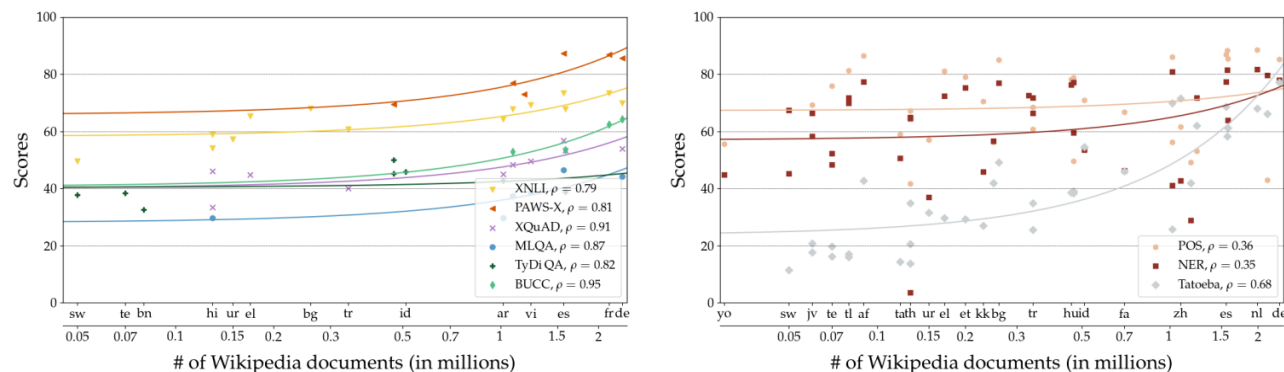 100
80
60
40
20
0
Scores
XNLI, ρ = 0.79
PAWS-X, ρ = 0.81
XQuAD, ρ = 0.91
MLQA, ρ = 0.87
TyDi QA, ρ = 0.82
BUCC, ρ = 0.95
sw te bn hi ur el bg tr id ar vi es fr de
0.05 0.07 0.1 0.15 0.2 0.3 0.5 0.7 1 1.5 2
# of Wikipedia documents (in millions)
100
80
60
40
20
0
Scores
POS, ρ = 0.36
NER, ρ = 0.35
Tatoeba, ρ = 0.68
yo sw jv te tl af ta th ur el et kk bg tr hu id fa zh es nl de
0.05 0.07 0.1 0.15 0.2 0.3 0.5 0.7 1 1.5 2
# of Wikipedia documents (in millions)